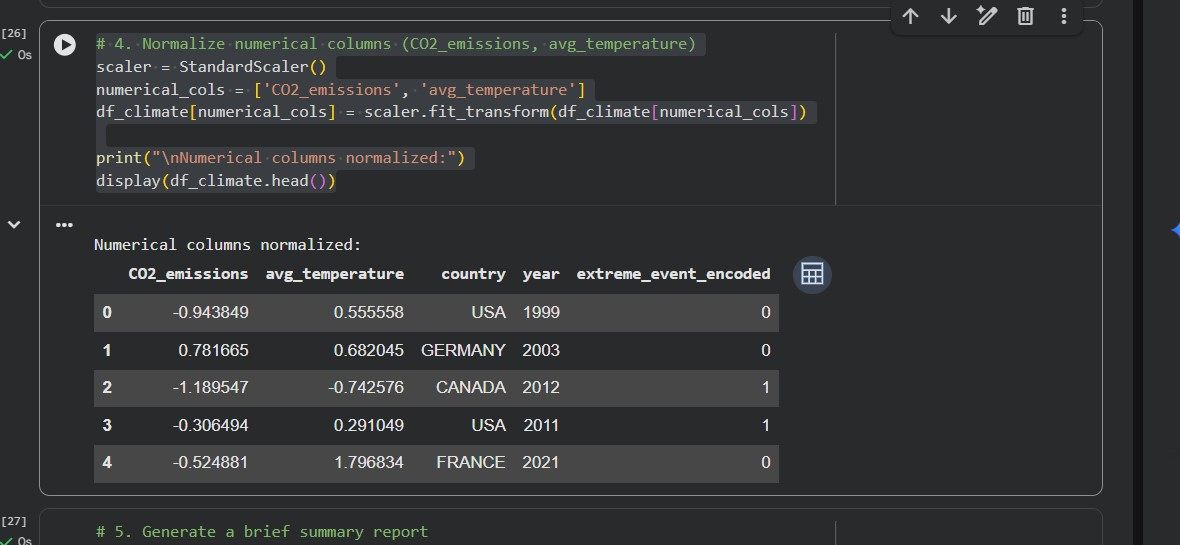 [26]
0s
# 4. Normalize numerical columns (CO2_emissions, avg_temperature)
scaler = StandardScaler()
numerical_cols = ['CO2_emissions', 'avg_temperature']
df_climate[numerical_cols] = scaler.fit_transform(df_climate[numerical_cols])
print("\nNumerical columns normalized:")
display(df_climate.head())
Numerical columns normalized:
CO2_emissions avg_temperature country year extreme_event_encoded
0 -0.943849 0.555558 USA 1999 0
1 0.781665 0.682045 GERMANY 2003 0
2 -1.189547 -0.742576 CANADA 2012 1
3 -0.306494 0.291049 USA 2011 1
4 -0.524881 1.796834 FRANCE 2021 0
[27]
0s
# 5. Generate a brief summary report